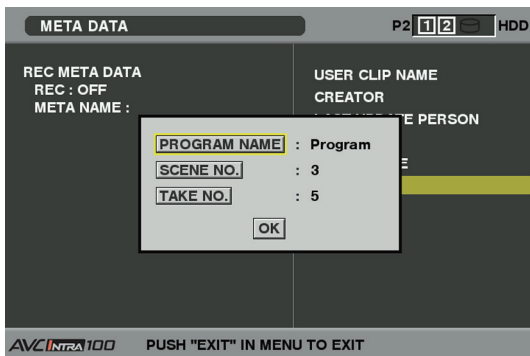 META DATA
P2 1 2 HDD
REC META DATA
REC : OFF
META NAME :
USER CLIP NAME
CREATOR
PERSON
PROGRAM NAME : Program
SCENE NO. : 3
TAKE NO. : 5
OK
AVC INTRA 100 PUSH "EXIT" IN MENU TO EXIT